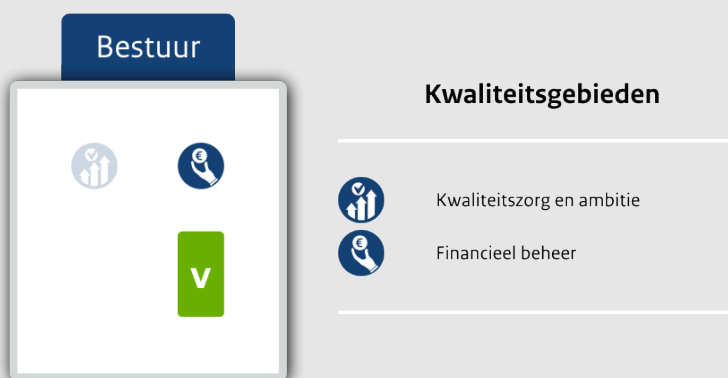 Bestuur
V
Kwaliteitsgebieden
Kwaliteitszorg en ambitie
Financieel beheer